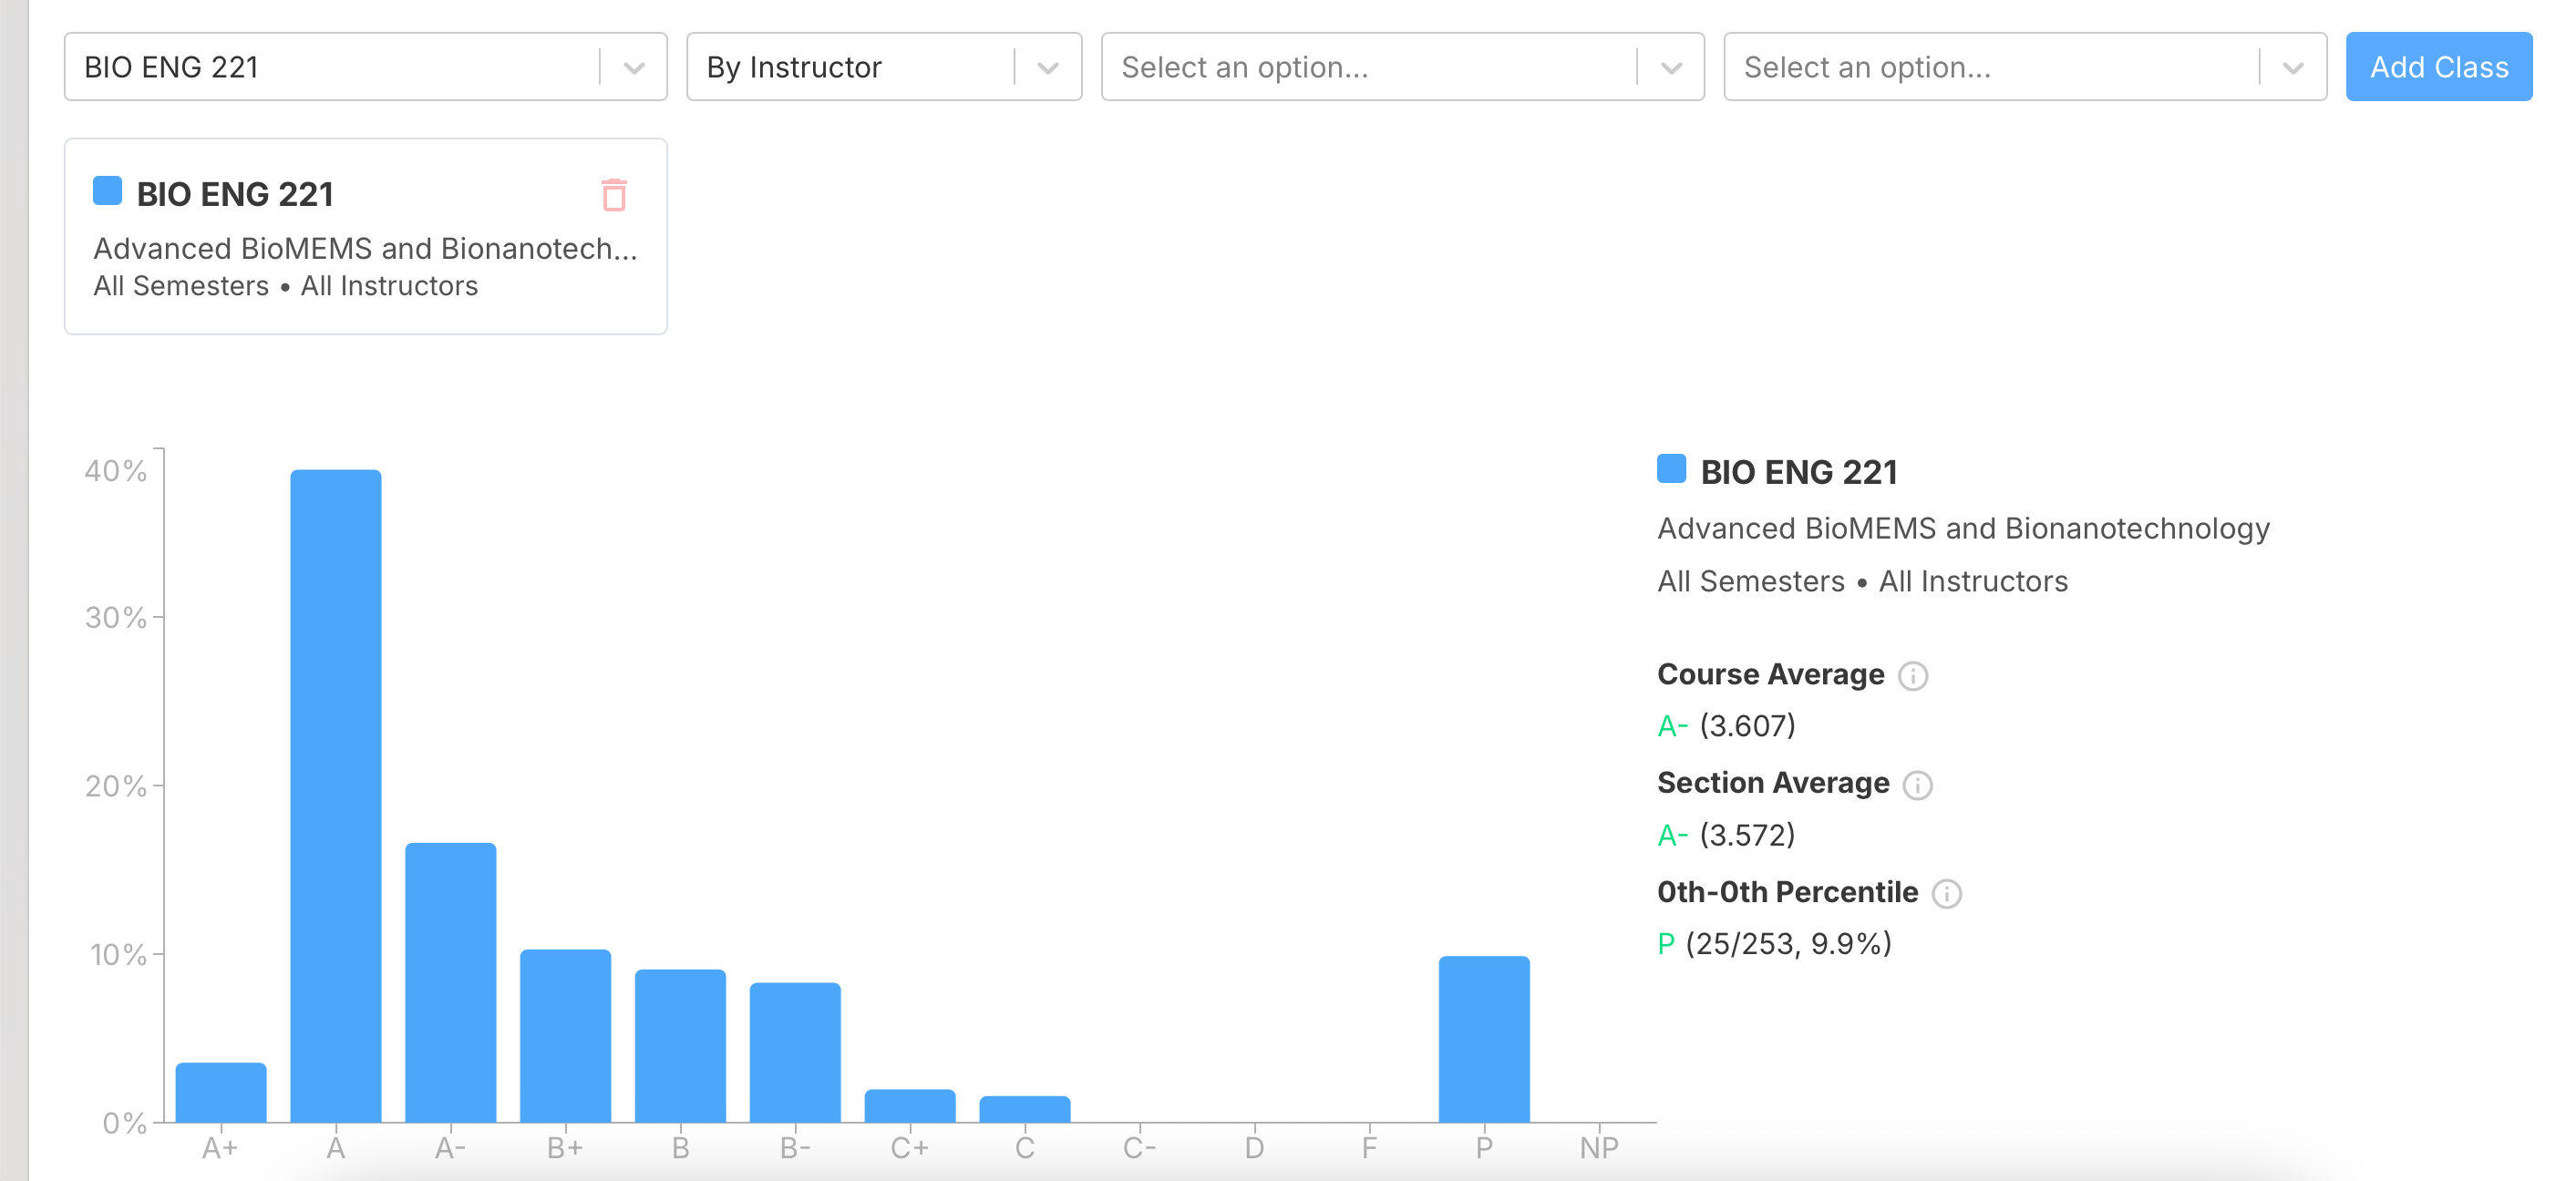 BIO ENG 221
By Instructor
Select an option...
Select an option...
Add Class
BIO ENG 221
Advanced BioMEMS and Bionanotech...
All Semesters • All Instructors
40%
30%
20%
10%
0%
A+
A
A-
B+
B
B-
C+
C
C-
D
F
P
NP
BIO ENG 221
Advanced BioMEMS and Bionanotechnology
All Semesters • All Instructors
Course Average
A- (3.607)
Section Average
A- (3.572)
0th-0th Percentile
P (25/253, 9.9%)